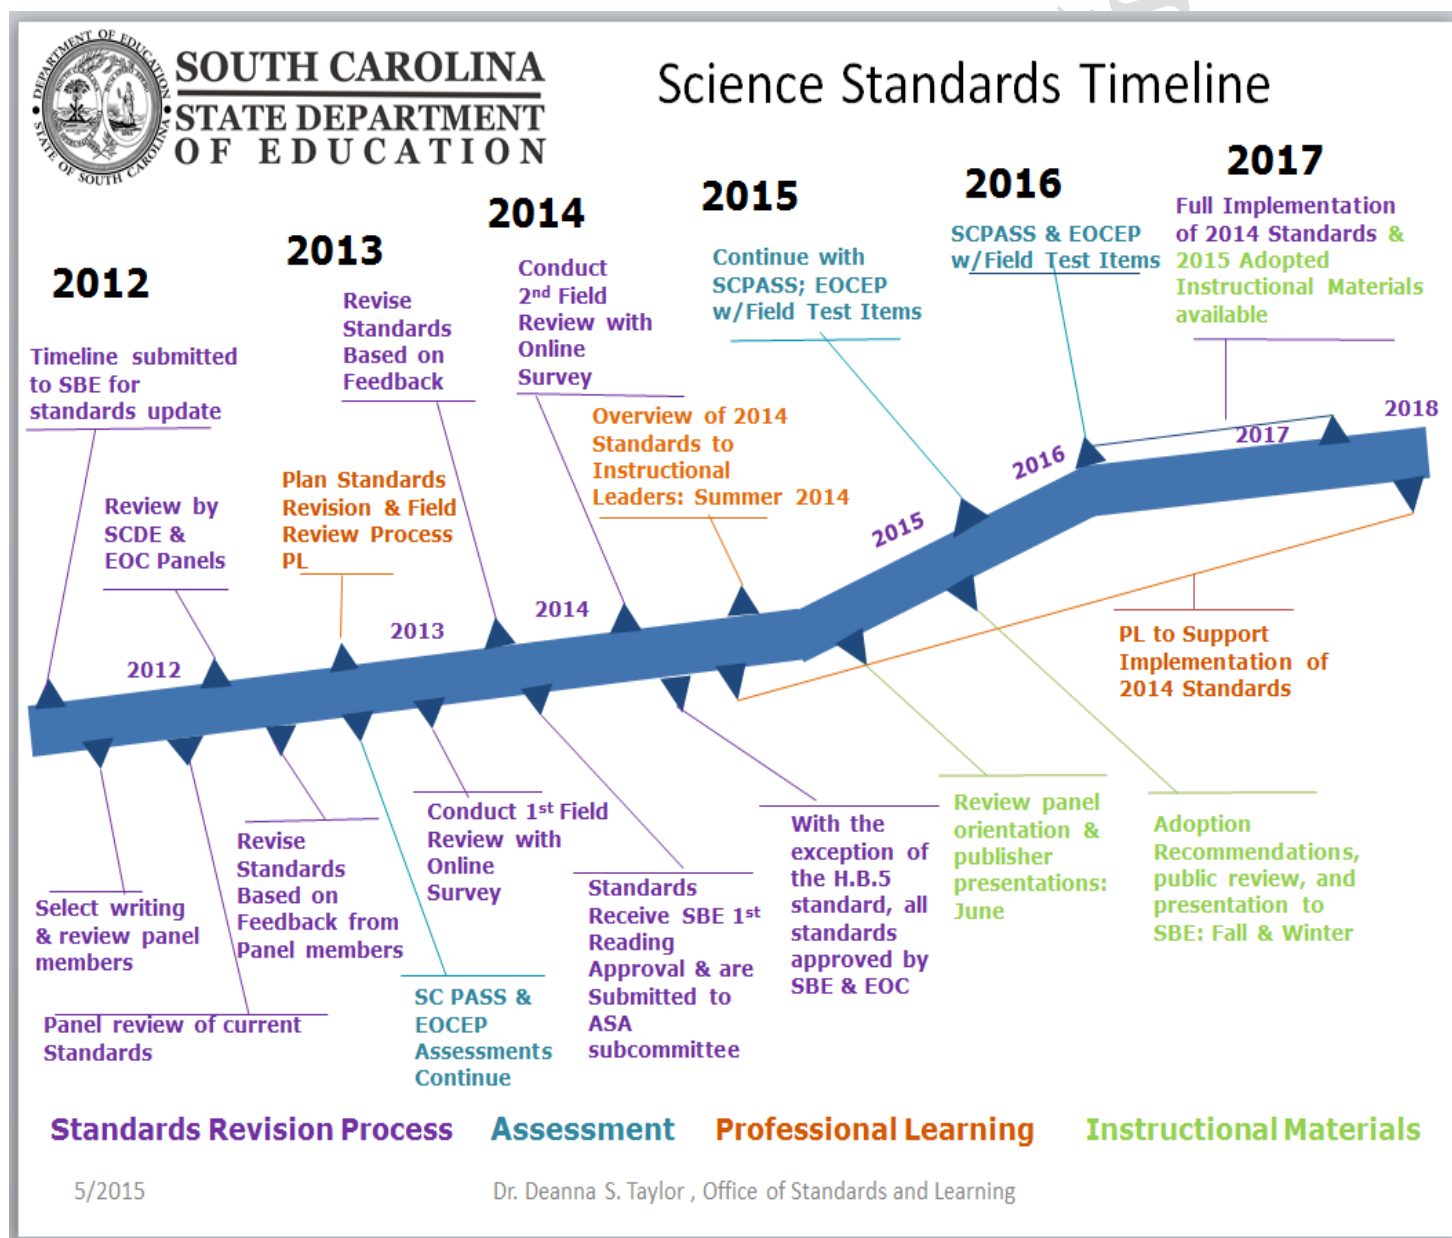 DEPARTMENT OF EDUCATION
STATE OF SOUTH CAROLINA
SOUTH CAROLINA
STATE DEPARTMENT
OF EDUCATION
Science Standards Timeline
2012
2013
2014
2015
2016
2017
Timeline submitted
to SBE for
standards update
Review by
SCDE &
EOC Panels
Plan Standards
Revision & Field
Review Process
PL
Revise
Standards
Based on
Feedback
Conduct
2nd Field
Review with
Online
Survey
Overview of 2014
Standards to
Instructional
Leaders: Summer 2014
Continue with
SCPASS; EOCEP
w/Field Test Items
SCPASS & EOCEP
w/Field Test Items
Full Implementation
of 2014 Standards &
2015 Adopted
Instructional Materials
available
2012
2013
2014
2015
2016
2017
2018
Select writing
& review panel
members
Panel review of current
Standards
Revise
Standards
Based on
Feedback from
Panel members
SC PASS &
EOCEP
Assessments
Continue
Conduct 1st Field
Review with
Online
Survey
Standards
Receive SBE 1st
Reading
Approval & are
Submitted to
ASA
subcommittee
With the
exception of
the H.B.5
standard, all
standards
approved by
SBE & EOC
Review panel
orientation &
publisher
presentations:
June
Adoption
Recommendations,
public review, and
presentation to
SBE: Fall & Winter
PL to Support
Implementation of
2014 Standards
Standards Revision Process Assessment Professional Learning Instructional Materials
5/2015 Dr. Deanna S. Taylor , Office of Standards and Learning